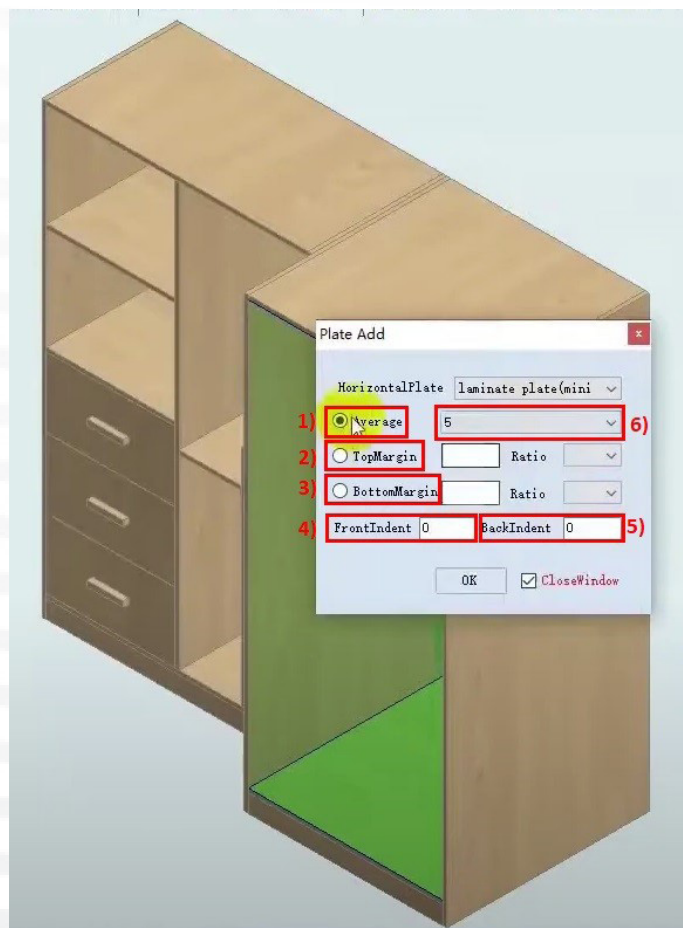 Plate Add x
HorizontalPlate laminate plate(mini
1) Average 5 6)
2) TopMargin Ratio
3) BottomMargin Ratio
4) FrontIndent 0 BackIndent 0 5)
OK CloseWindow